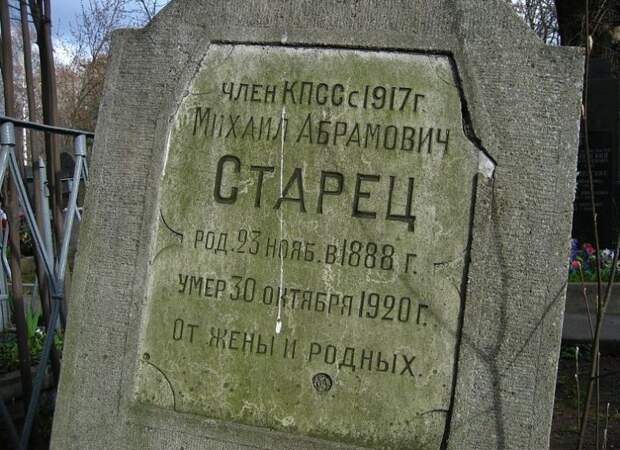 член КПСС с 1917 г.
Михаил Абрамович
Старец
род. 23 нояб. в 1888 г.
умер 30 октября 1920 г.
От жены и родных.